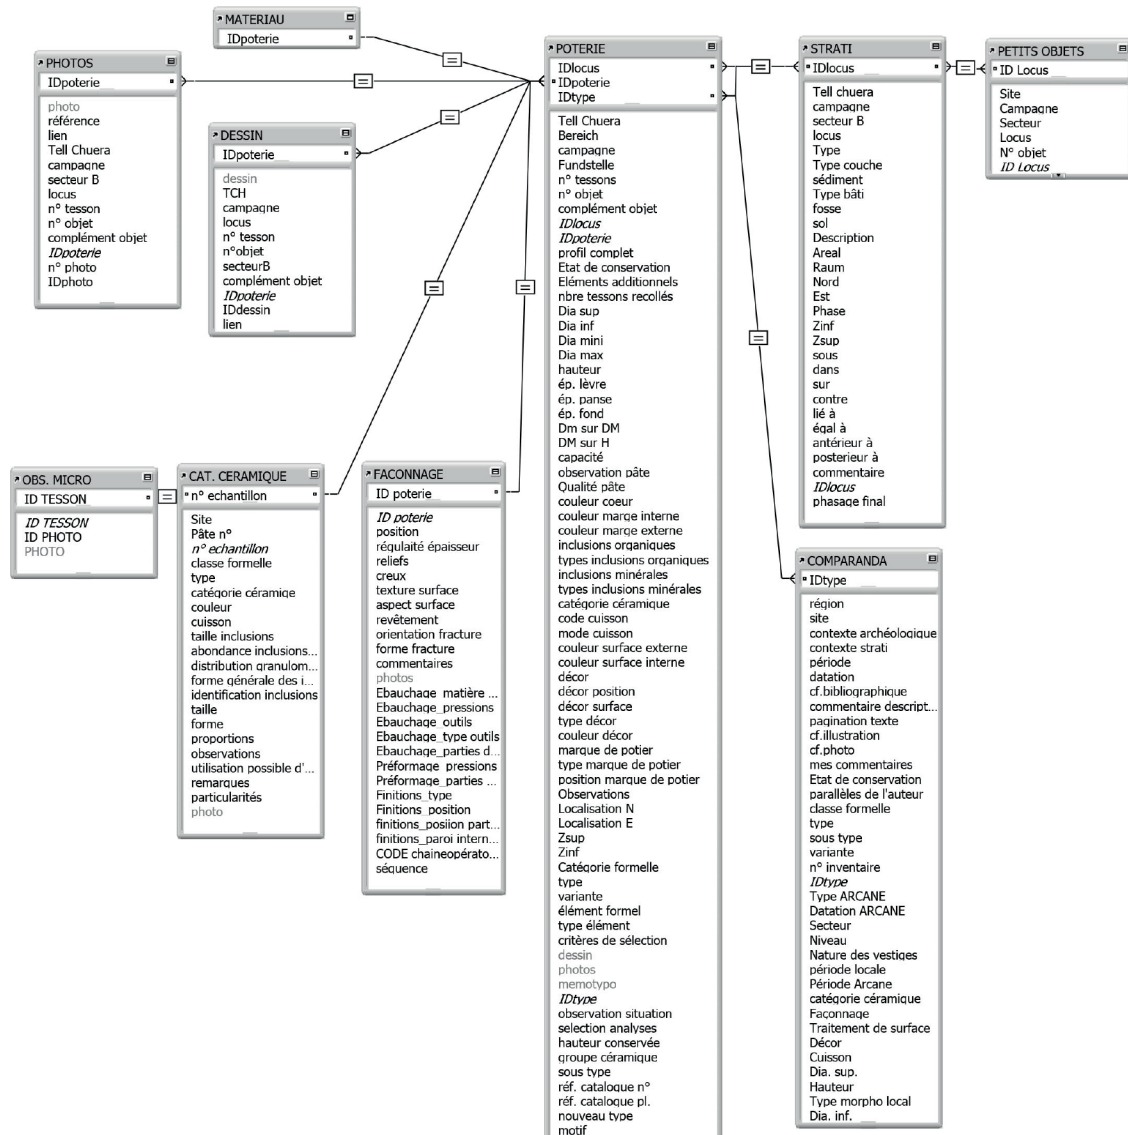 MATERIAU
IDpoterie
PHOTOS
IDpoterie
photo
référence
lien
Tell Chuera
campagne
secteur B
locus
n° tesson
n° objet
complément objet
IDpoterie
n° photo
IDphoto
DESSIN
IDpoterie
dessin
TCH
campagne
locus
n° tesson
n°objet
secteurB
complément objet
IDpoterie
IDdessin
lien
OBS. MICRO
ID TESSON
ID TESSON
ID PHOTO
PHOTO
CAT. CERAMIQUE
n° echantillon
Site
Pâte n°
n° echantillon
classe formelle
type
catégorie céramiqe
couleur
cuisson
taille inclusions
abondance inclusions...
distribution granulom...
forme générale des i...
identification inclusions
taille
forme
proportions
observations
utilisation possible d'...
remarques
particularités
photo
FACONNAGE
ID poterie
ID poterie
position
régulaité épaisseur
reliefs
creux
texture surface
aspect surface
revêtement
orientation fracture
forme fracture
commentaires
photos
Ebauchage_matière ...
Ebauchage_pressions
Ebauchage_outils
Ebauchage_type outils
Ebauchage_parties d...
Préformage_pressions
Préformage_parties ...
Finitions_type
Finitions_position
finitions_posiion part...
finitions_paroi intern...
CODE chaineopérato...
séquence
POTERIE
IDlocus
IDpoterie
IDtype
Tell Chuera
Bereich
campagne
Fundstelle
n° tessons
n° objet
complément objet
IDlocus
IDpoterie
profil complet
Etat de conservation
Eléments additionnels
nbre tessons recollés
Dia sup
Dia inf
Dia mini
Dia max
hauteur
ép. lèvre
ép. panse
ép. fond
Dm sur DM
DM sur H
capacité
observation pâte
Qualité pâte
couleur coeur
couleur marge interne
couleur marge externe
inclusions organiques
types inclusions organiques
inclusions minérales
types inclusions minérales
catégorie céramique
code cuisson
mode cuisson
couleur surface externe
couleur surface interne
décor
décor position
décor surface
type décor
couleur décor
marque de potier
type marque de potier
position marque de potier
Observations
Localisation N
Localisation E
Zsup
Zinf
Catégorie formelle
type
variante
élément formel
type élément
critères de sélection
dessin
photos
memotypo
IDtype
observation situation
selection analyses
hauteur conservée
groupe céramique
sous type
réf. catalogue n°
réf. catalogue pl.
nouveau type
motif
STRATI
IDlocus
Tell chuera
campagne
secteur B
locus
Type
Type couche
sédiment
Type bâti
fosse
sol
Description
Areal
Raum
Nord
Est
Phase
Zinf
Zsup
sous
dans
sur
contre
lié à
égal à
antérieur à
posterieur à
commentaire
IDlocus
phasage final
PETITS OBJETS
ID Locus
Site
Campagne
Secteur
Locus
N° objet
ID Locus
COMPARANDA
IDtype
région
site
contexte archéologique
contexte strati
période
datation
cf.bibliographique
commentaire descript...
pagination texte
cf.illustration
cf.photo
mes commentaires
Etat de conservation
parallèles de l'auteur
classe formelle
type
sous type
variante
n° inventaire
IDtype
Type ARCANE
Datation ARCANE
Secteur
Niveau
Nature des vestiges
période locale
Période Arcane
catégorie céramique
Façonnage
Traitement de surface
Décor
Cuisson
Dia. sup.
Hauteur
Type morpho local
Dia. inf.